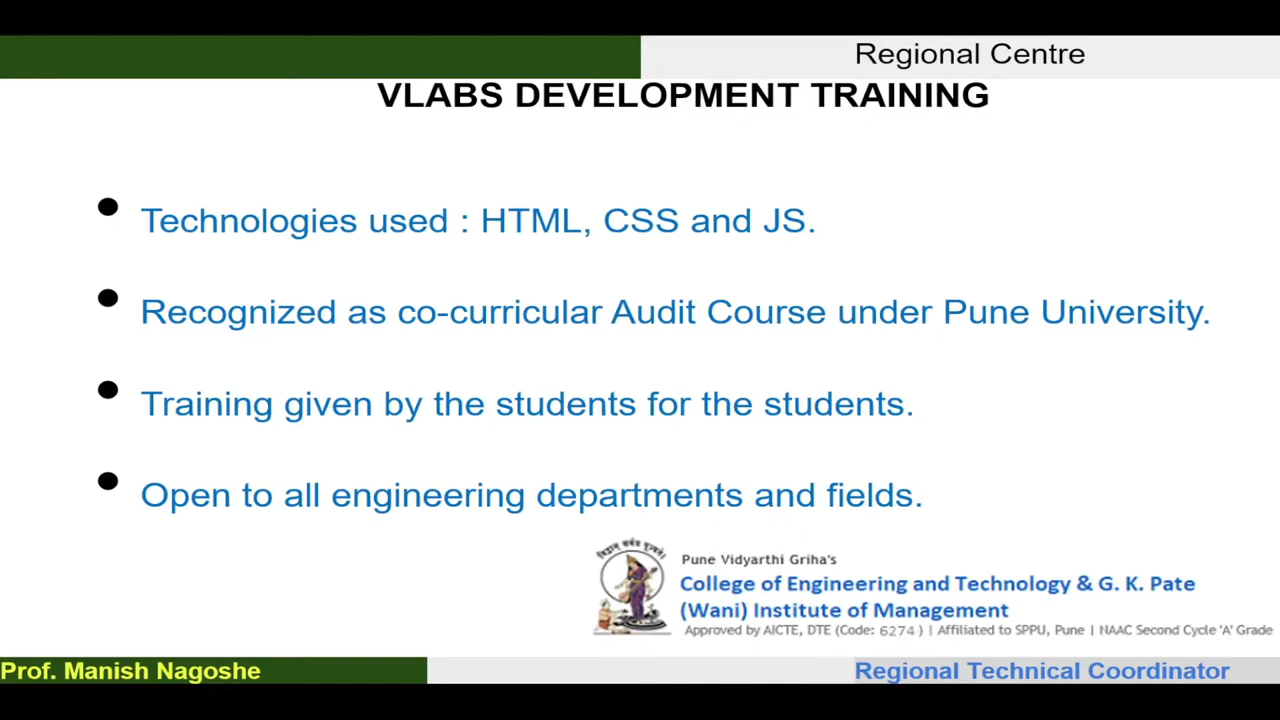 Regional Centre
VLABS DEVELOPMENT TRAINING
• Technologies used : HTML, CSS and JS.
• Recognized as co-curricular Audit Course under Pune University.
• Training given by the students for the students.
• Open to all engineering departments and fields.
Pune Vidyarthi Griha's
College of Engineering and Technology & G. K. Pate
(Wani) Institute of Management
Approved by AICTE, DTE (Code: 6274) | Affiliated to SPPU, Pune | NAAC Second Cycle 'A' Grade
Prof. Manish Nagoshe
Regional Technical Coordinator